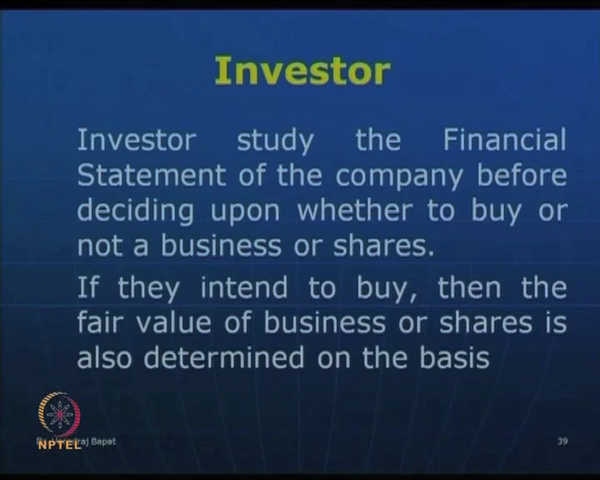 Investor
Investor study the Financial
Statement of the company before
deciding upon whether to buy or
not a business or shares.
If they intend to buy, then the
fair value of business or shares is
also determined on the basis
Bapat
39
NPTEL